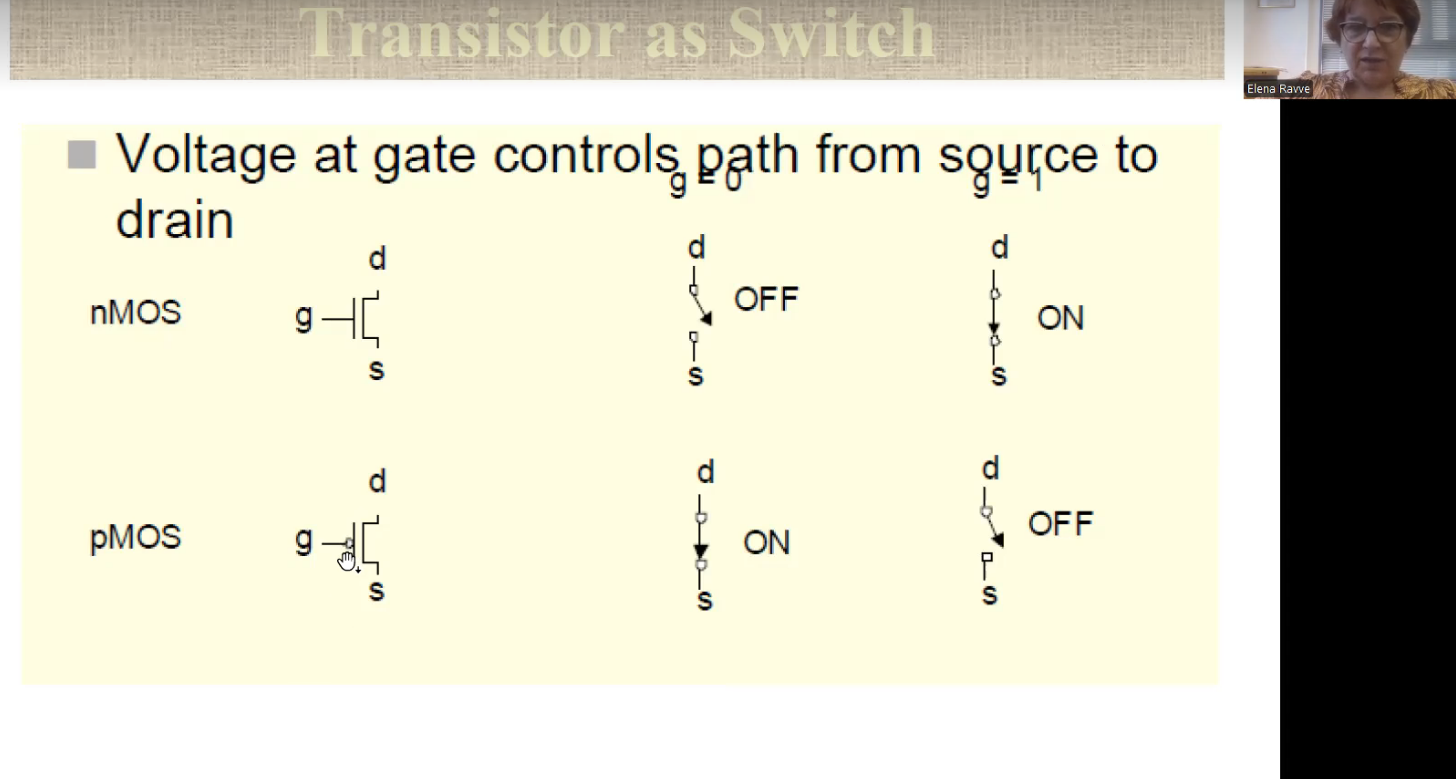 Transistor as Switch
Elena Ravve
Voltage at gate controls path from source to
drain
g = 0
g = 1
d
d
d
nMOS
g
OFF
ON
s
s
s
d
d
d
pMOS
g
ON
OFF
s
s
s